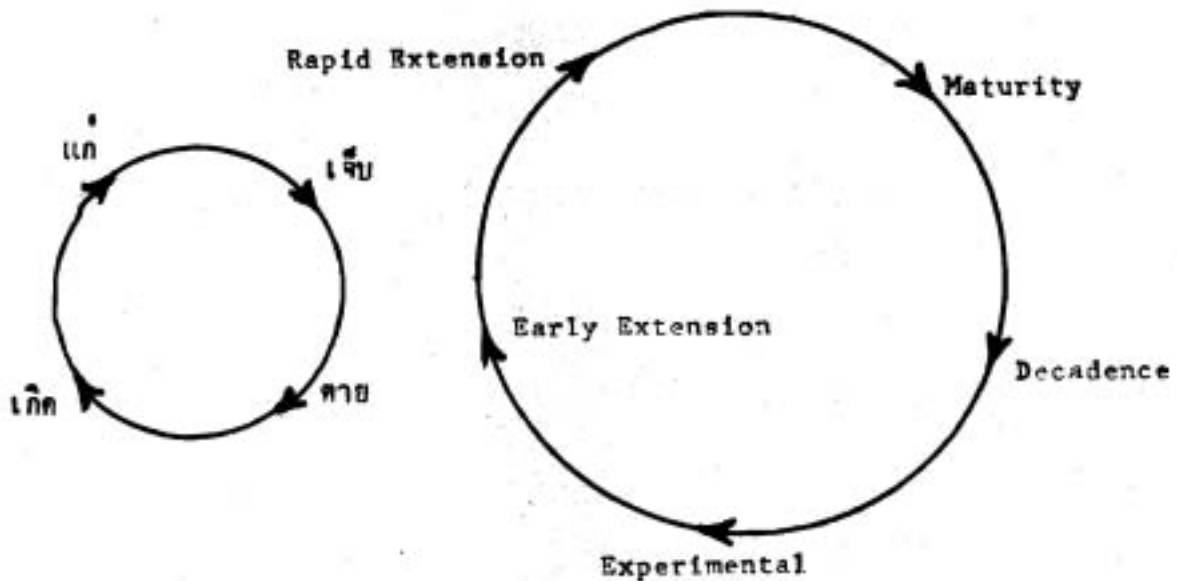 Rapid Extension
Maturity
แก่
เจ็บ
Early Extension
Decadence
เกิด
ตาย
Experimental